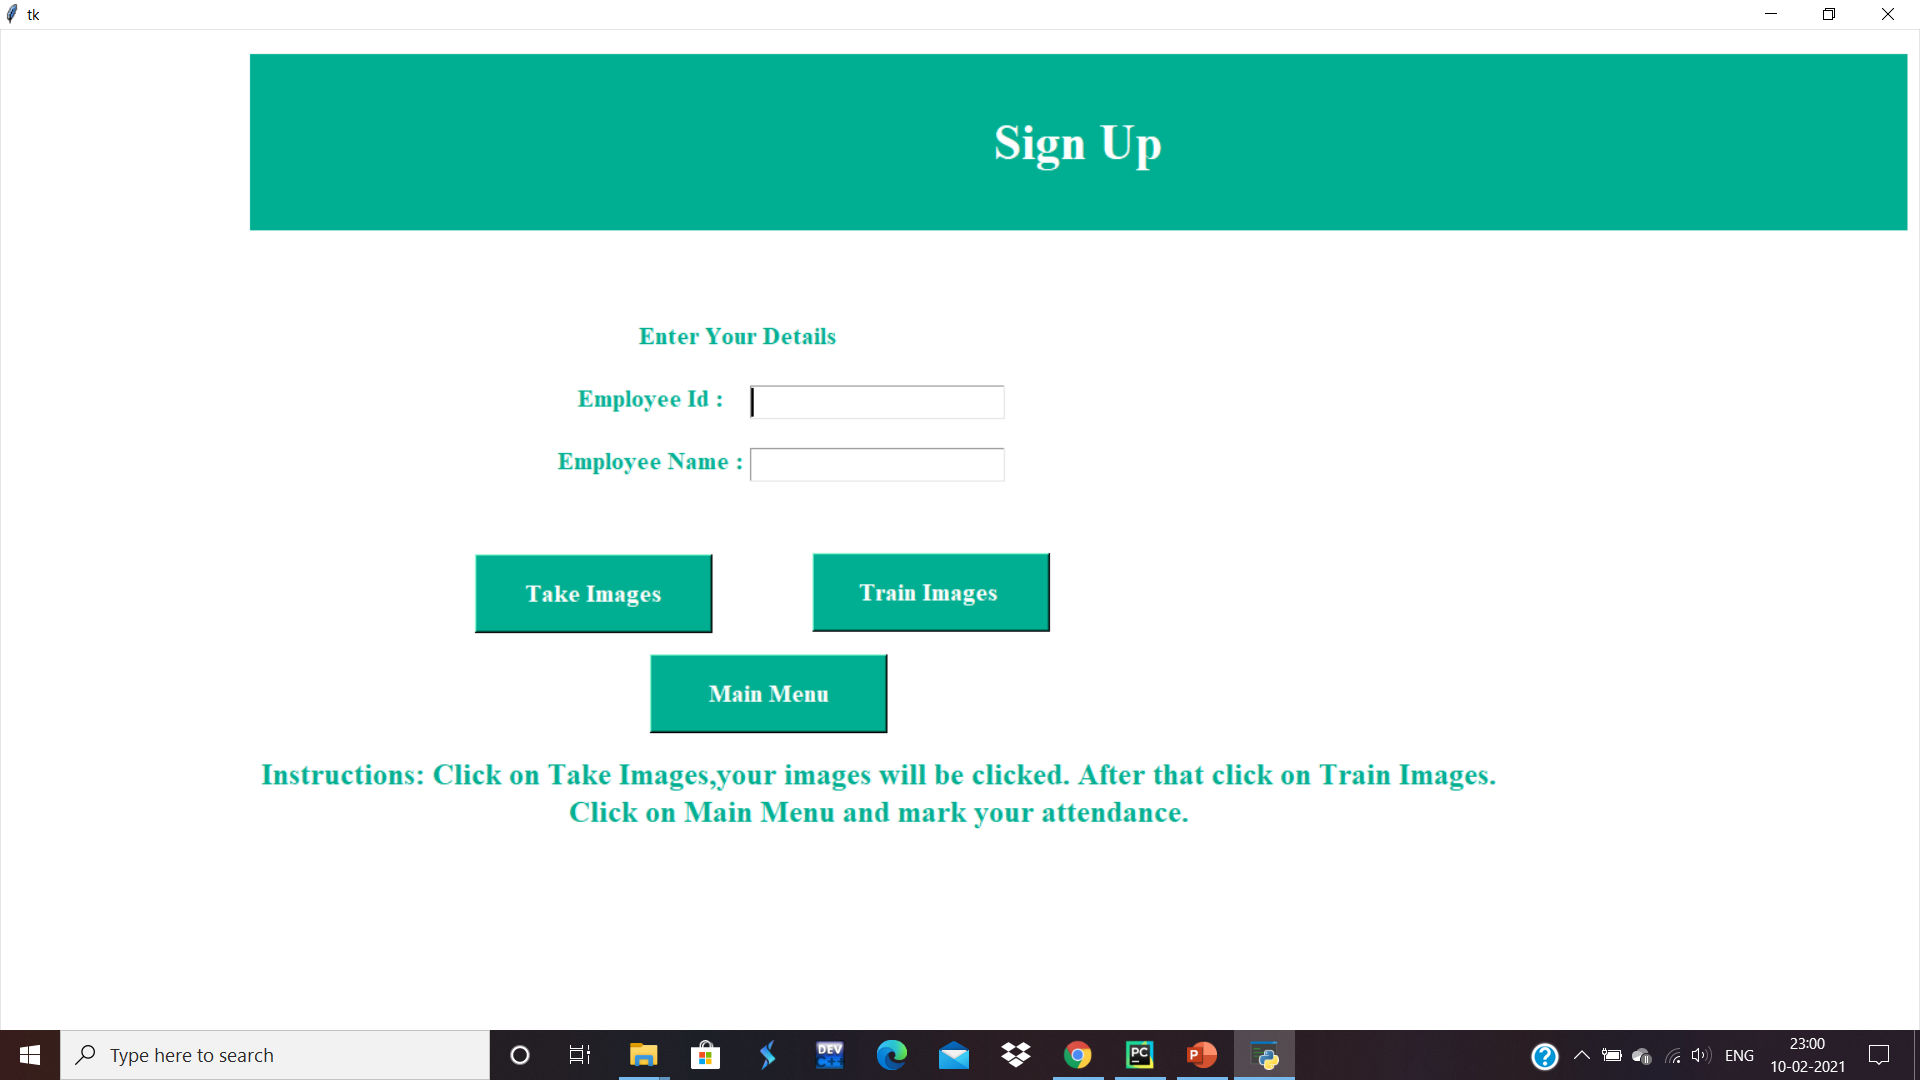 tk
Sign Up
Enter Your Details
Employee Id :
Employee Name :
Take Images
Train Images
Main Menu
Instructions: Click on Take Images,your images will be clicked. After that click on Train Images.
Click on Main Menu and mark your attendance.
Type here to search
DEV
C++
PC
P
?
ENG
23:00
10-02-2021